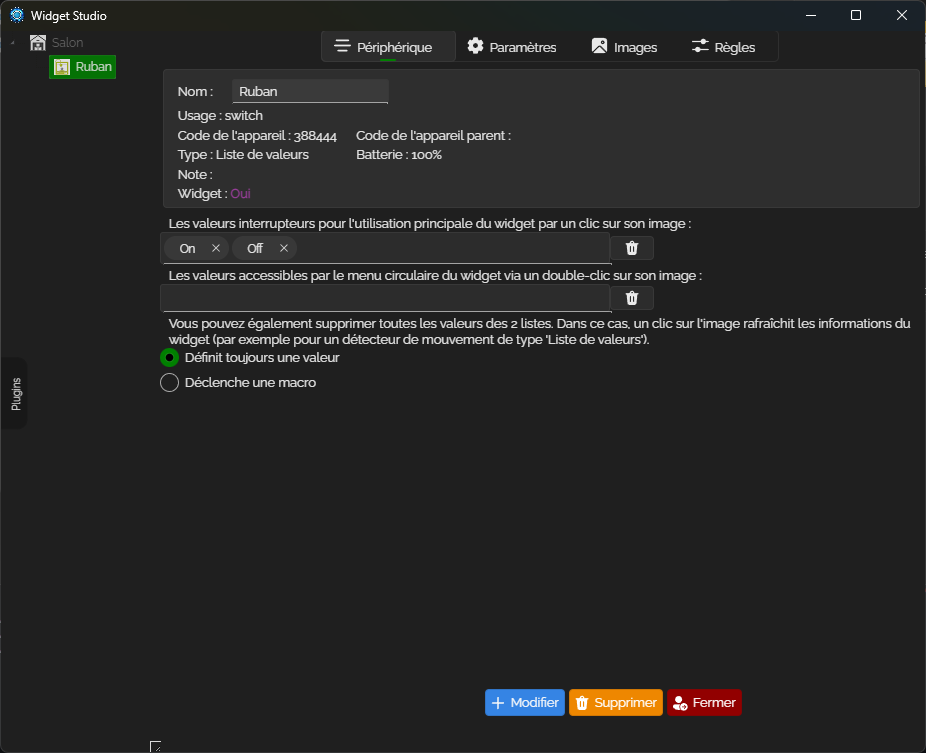 Widget Studio
Salon
Ruban
Périphérique
Paramètres
Images
Règles
Nom :
Ruban
Usage : switch
Code de l'appareil : 388444
Code de l'appareil parent :
Type : Liste de valeurs
Batterie : 100%
Note :
Widget : Oui
Les valeurs interrupteurs pour l'utilisation principale du widget par un clic sur son image :
On
Off
Les valeurs accessibles par le menu circulaire du widget via un double-clic sur son image :
Vous pouvez également supprimer toutes les valeurs des 2 listes. Dans ce cas, un clic sur l'image rafraîchit les informations du
widget (par exemple pour un détecteur de mouvement de type 'Liste de valeurs').
Définit toujours une valeur
Déclenche une macro
Plugins
Modifier
Supprimer
Fermer